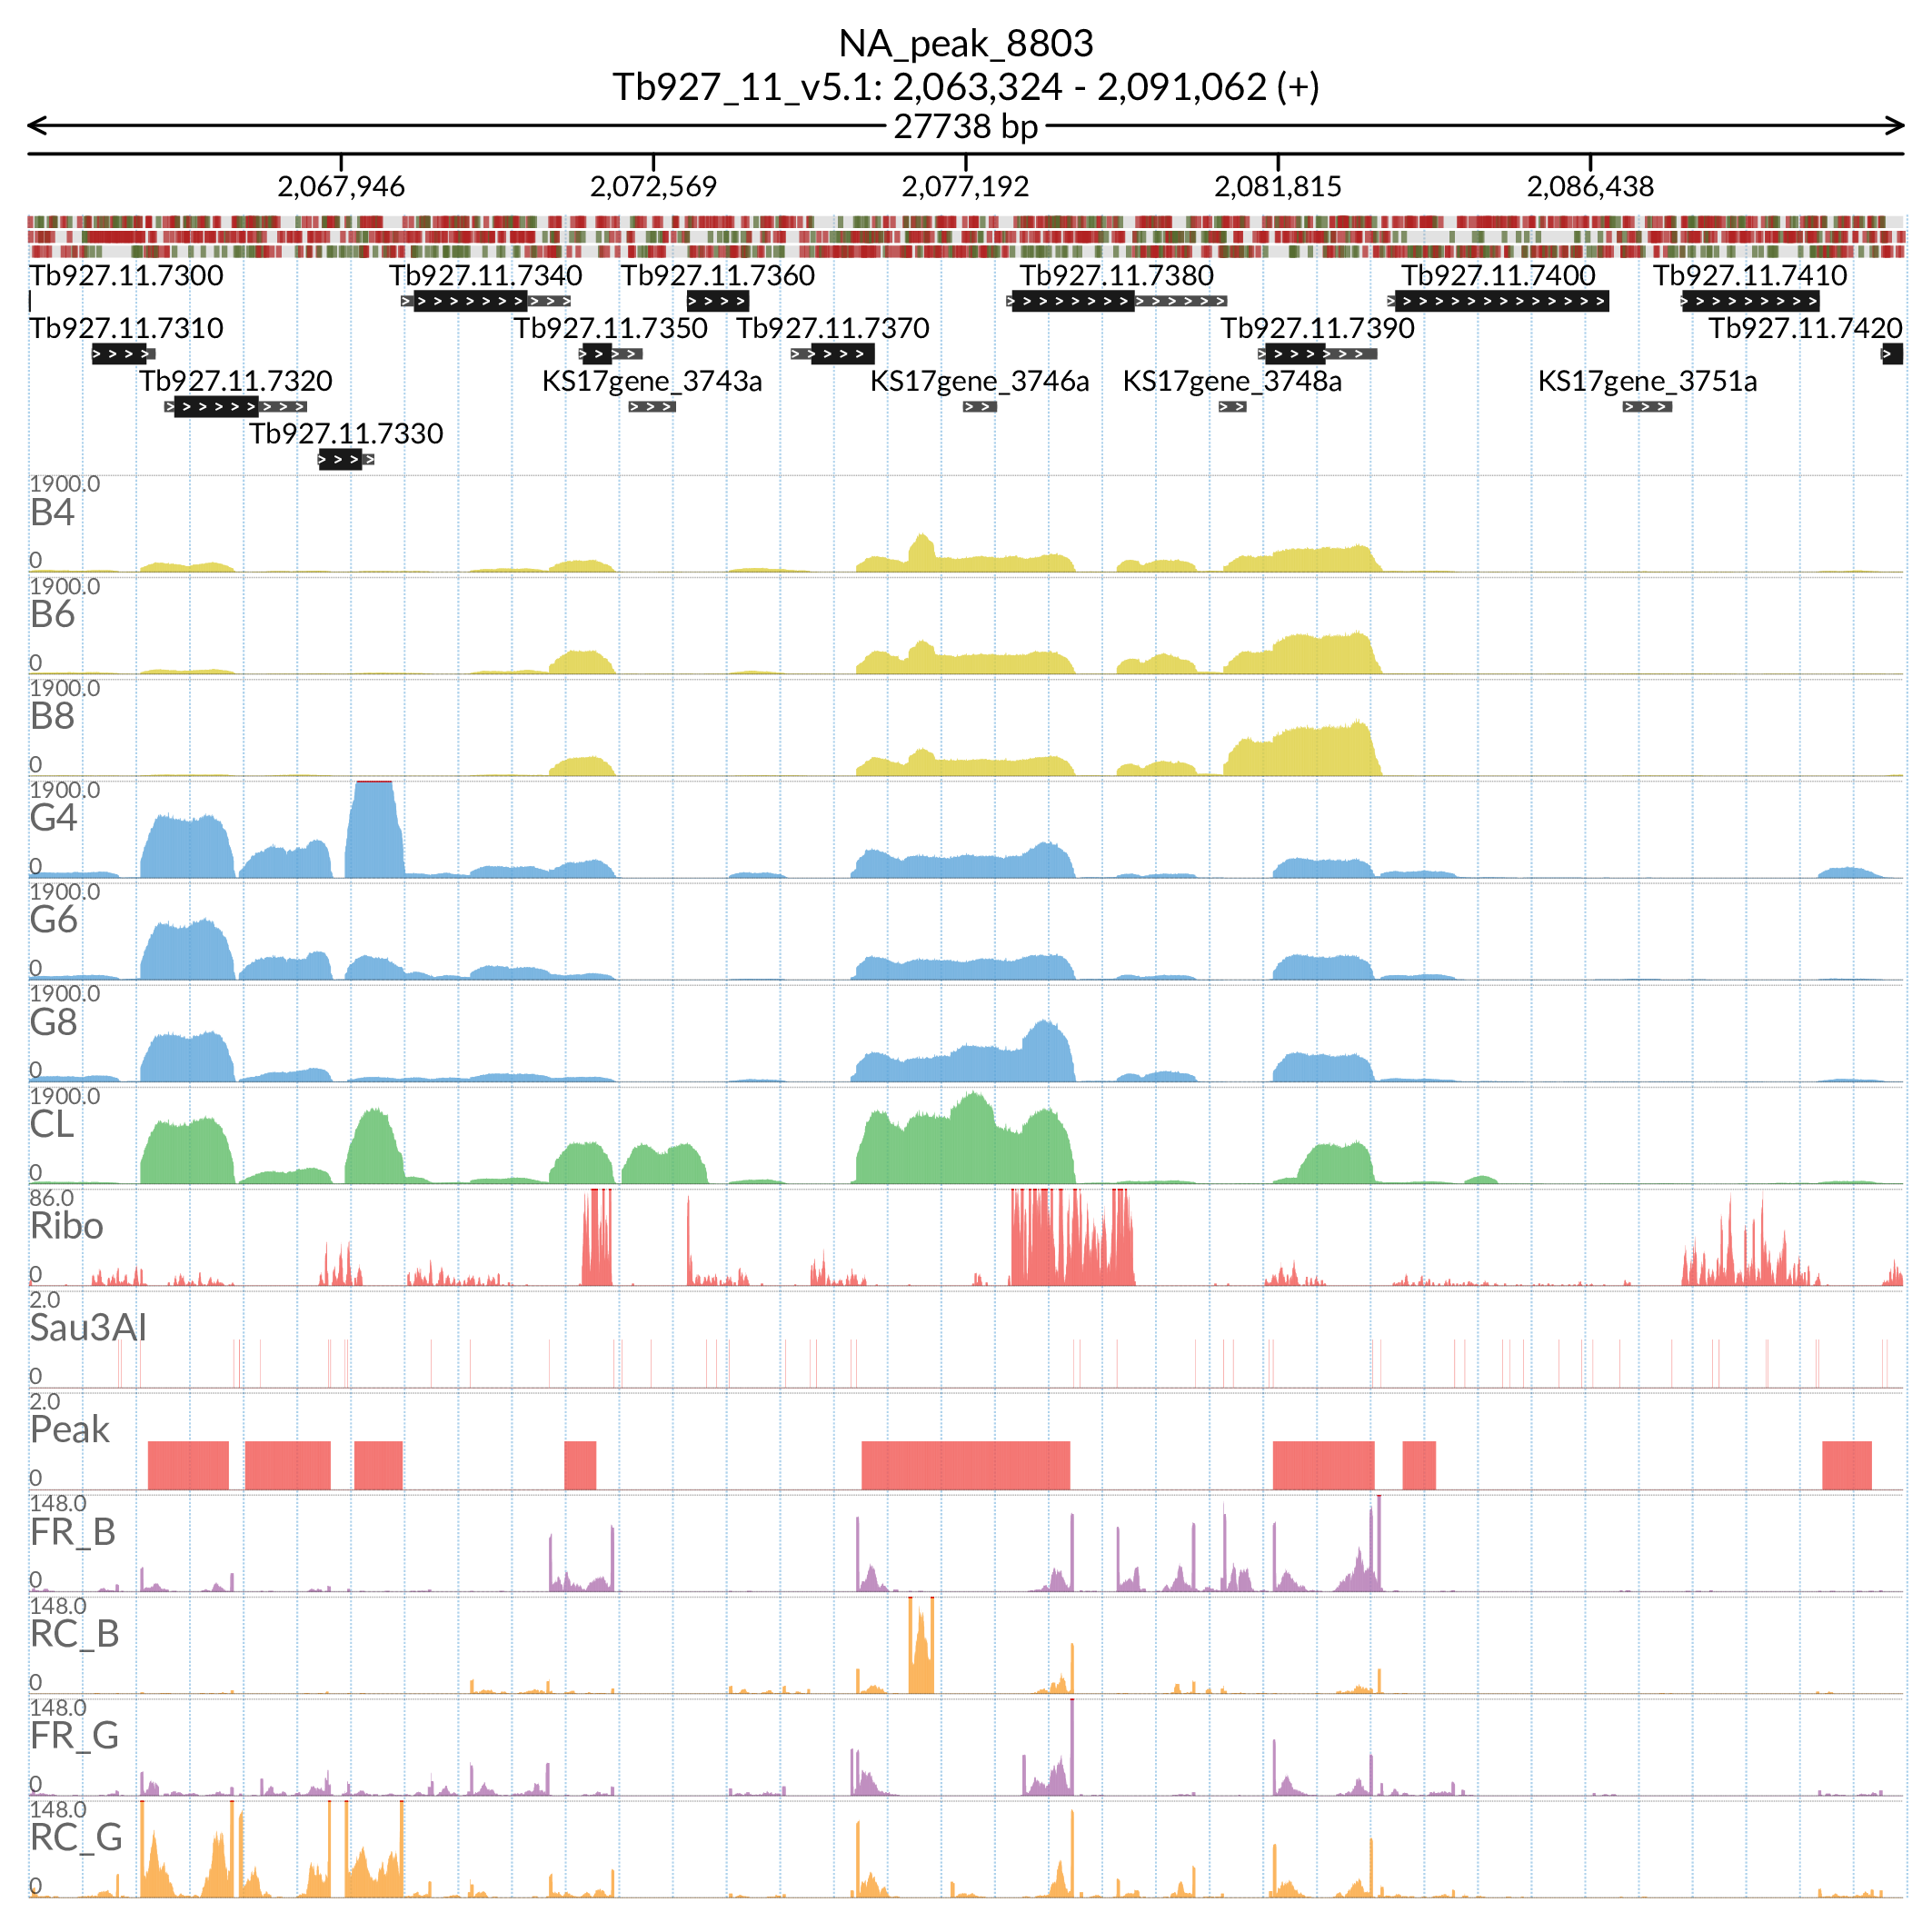 NA_peak_8803
Tb927_11_v5.1: 2,063,324 - 2,091,062 (+)
27738 bp
2,067,946 2,072,569 2,077,192 2,081,815 2,086,438
Tb927.11.7300 Tb927.11.7340 Tb927.11.7360 Tb927.11.7380 Tb927.11.7400 Tb927.11.7410
Tb927.11.7310 Tb927.11.7350 Tb927.11.7370 Tb927.11.7390 Tb927.11.7420
Tb927.11.7320 KS17gene_3743a KS17gene_3746a KS17gene_3748a KS17gene_3751a
Tb927.11.7330
1900.0
B4
0
1900.0
B6
0
1900.0
B8
0
1900.0
G4
0
1900.0
G6
0
1900.0
G8
0
1900.0
CL
0
86.0
Ribo
0
2.0
Sau3AI
0
2.0
Peak
0
148.0
FR_B
0
148.0
RC_B
0
148.0
FR_G
0
148.0
RC_G
0